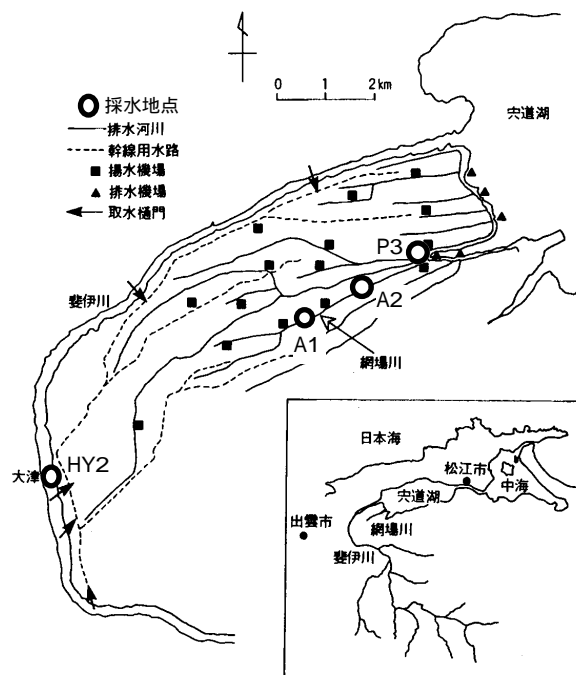 0 1 2 km
宍道湖
採水地点
排水河川
幹線用水路
揚水機場
排水機場
取水樋門
P3
斐伊川
A2
A1
網場川
HY2
大津
日本海
松江市
中海
宍道湖
出雲市
網場川
斐伊川